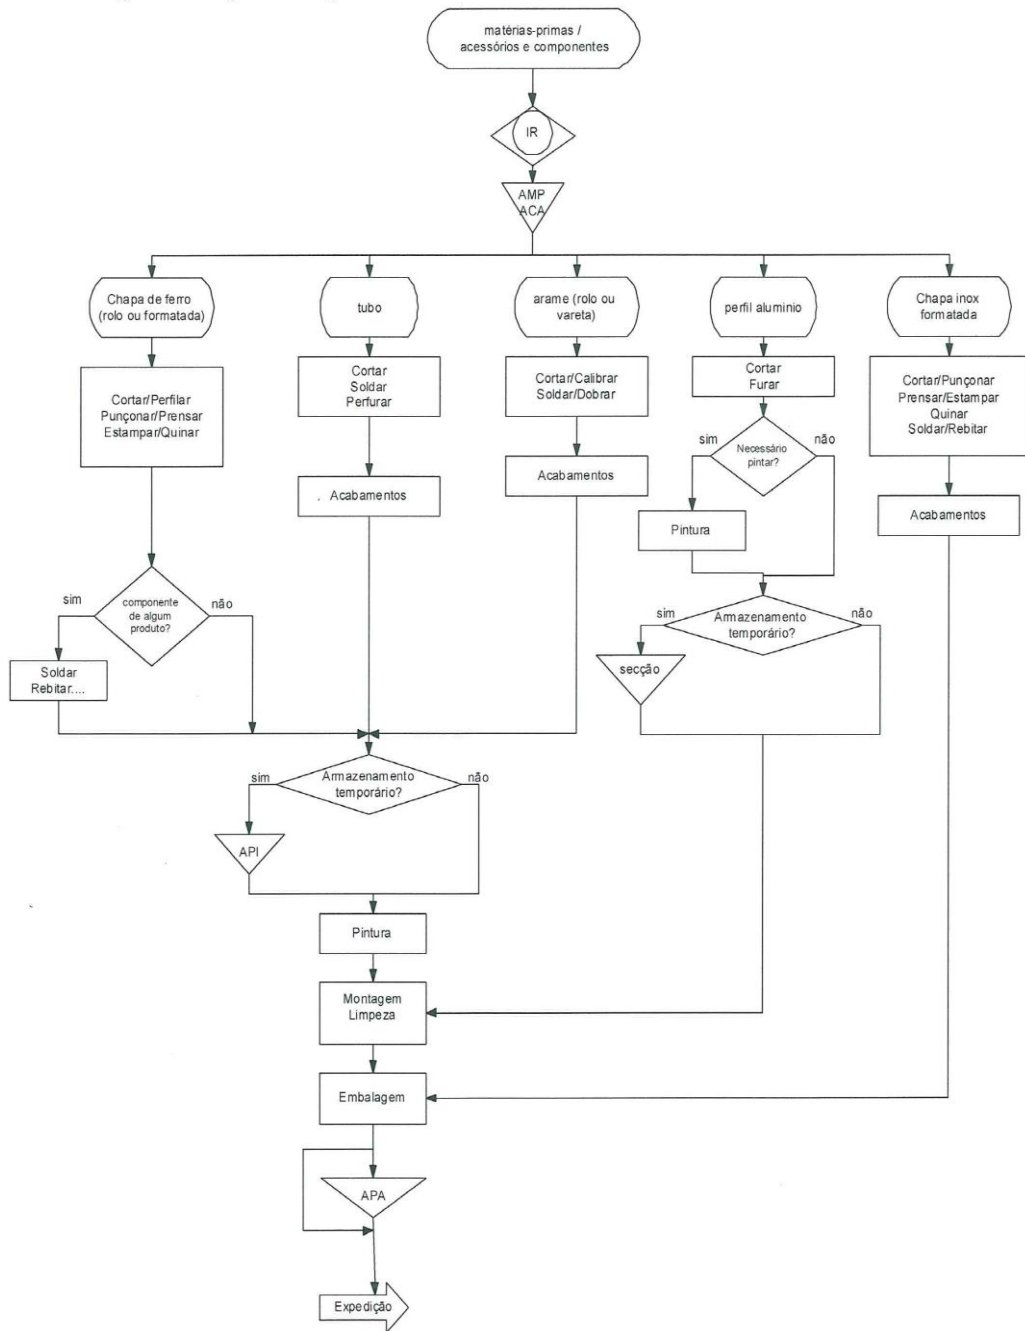 matérias-primas /
acessórios e componentes
IR
AMP
ACA
Chapa de ferro
(rolo ou formatada)
tubo
arame (rolo ou
vareta)
perfil aluminio
Chapa inox
formatada
Cortar/Perfilar
Punçonar/Prensar
Estampar/Quinar
Cortar
Soldar
Perfurar
Cortar/Calibrar
Soldar/Dobrar
Cortar
Furar
Cortar/Punçonar
Prensar/Estampar
Quinar
Soldar/Rebitar
sim
Necessário
pintar?
não
Acabamentos
Acabamentos
Acabamentos
Pintura
sim
componente
de algum
produto?
não
sim
Armazenamento
temporário?
não
Soldar
Rebitar....
secção
sim
Armazenamento
temporário?
não
API
Pintura
Montagem
Limpeza
Embalagem
APA
Expedição